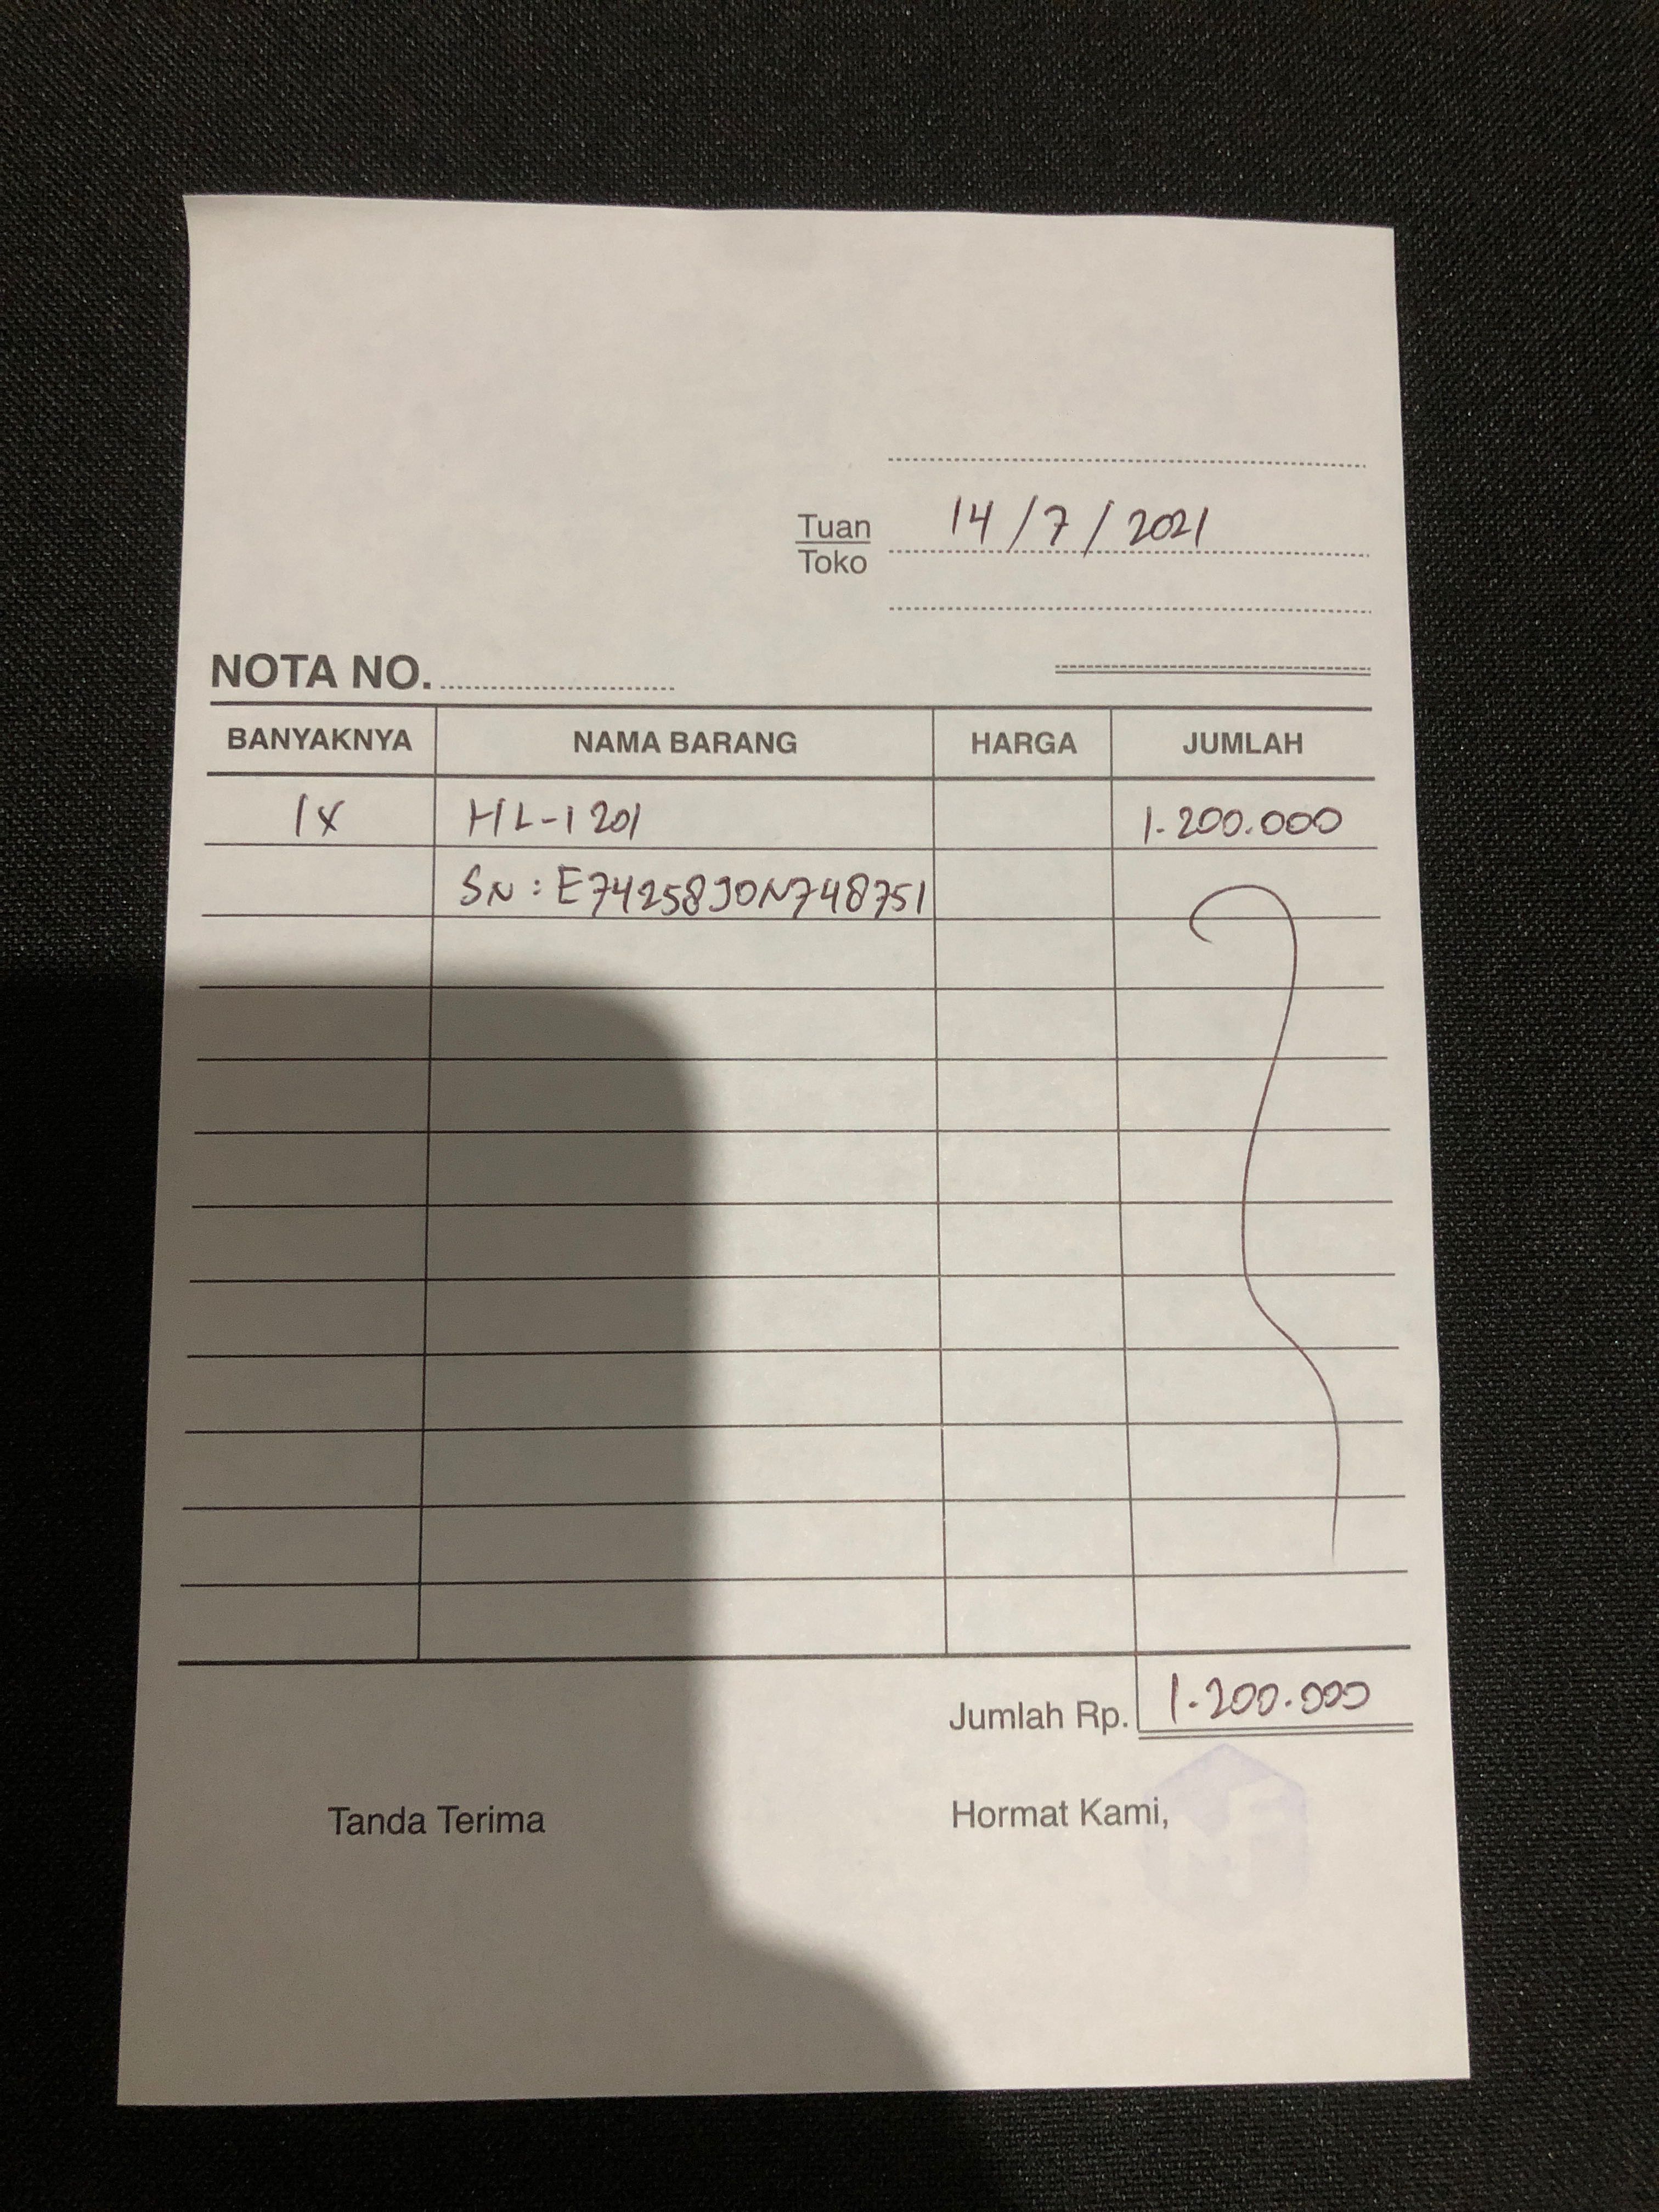 14/7/2021
Tuan
Toko
NOTA NO.
BANYAKNYA NAMA BARANG HARGA JUMLAH
1x HL-1201 1.200.000
SN : E74258J0N748751
Jumlah Rp. 1.200.000
Tanda Terima Hormat Kami,